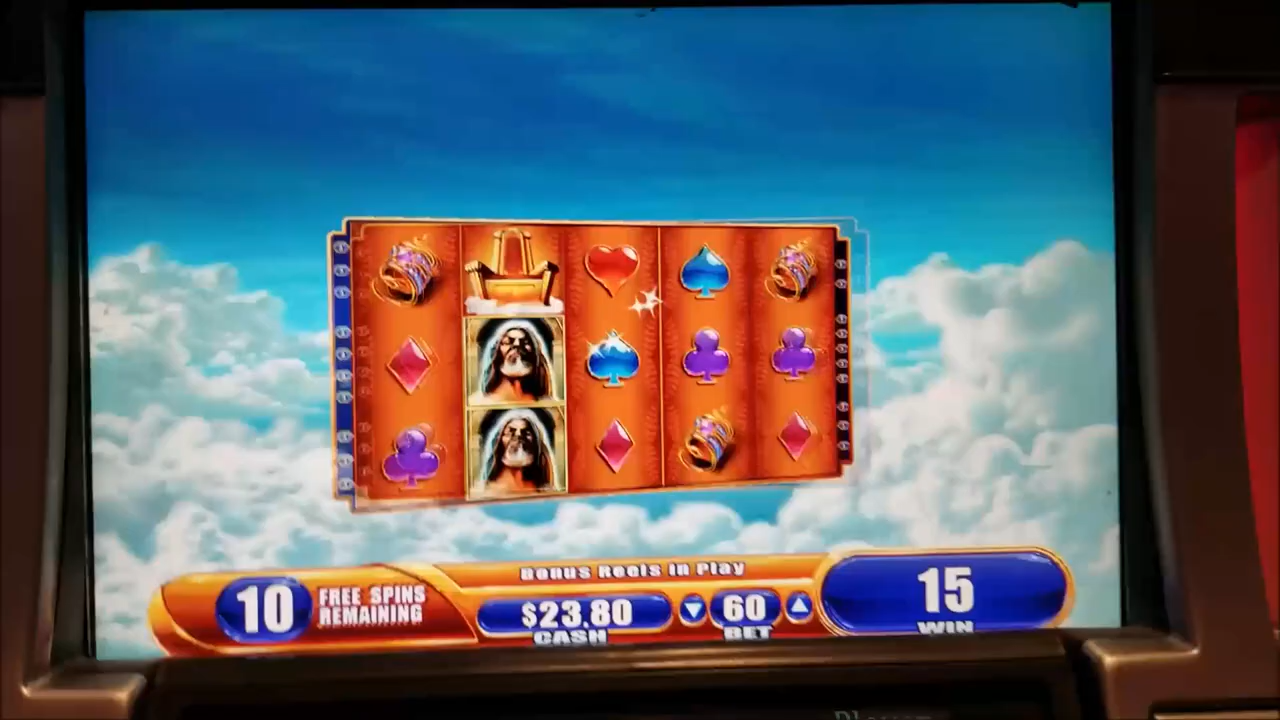 Bonus Reels In Play
10 FREE SPINS REMAINING
$23.80
CASH
60
BET
15
WIN